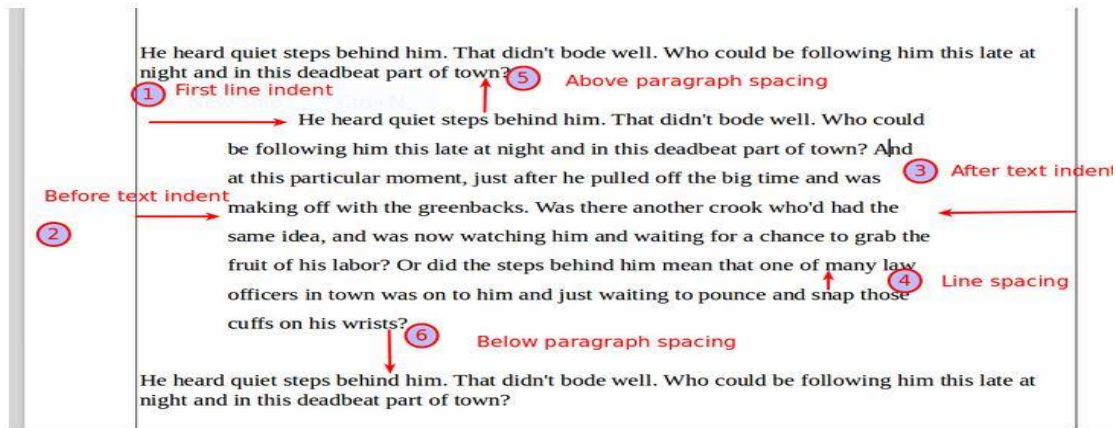 He heard quiet steps behind him. That didn't bode well. Who could be following him this late at
night and in this deadbeat part of town?
5
Above paragraph spacing
1
First line indent
He heard quiet steps behind him. That didn't bode well. Who could
be following him this late at night and in this deadbeat part of town? And
at this particular moment, just after he pulled off the big time and was
3
After text indent
Before text indent
making off with the greenbacks. Was there another crook who'd had the
2
same idea, and was now watching him and waiting for a chance to grab the
fruit of his labor? Or did the steps behind him mean that one of many law
4
Line spacing
officers in town was on to him and just waiting to pounce and snap those
cuffs on his wrists?
6
Below paragraph spacing
He heard quiet steps behind him. That didn't bode well. Who could be following him this late at
night and in this deadbeat part of town?